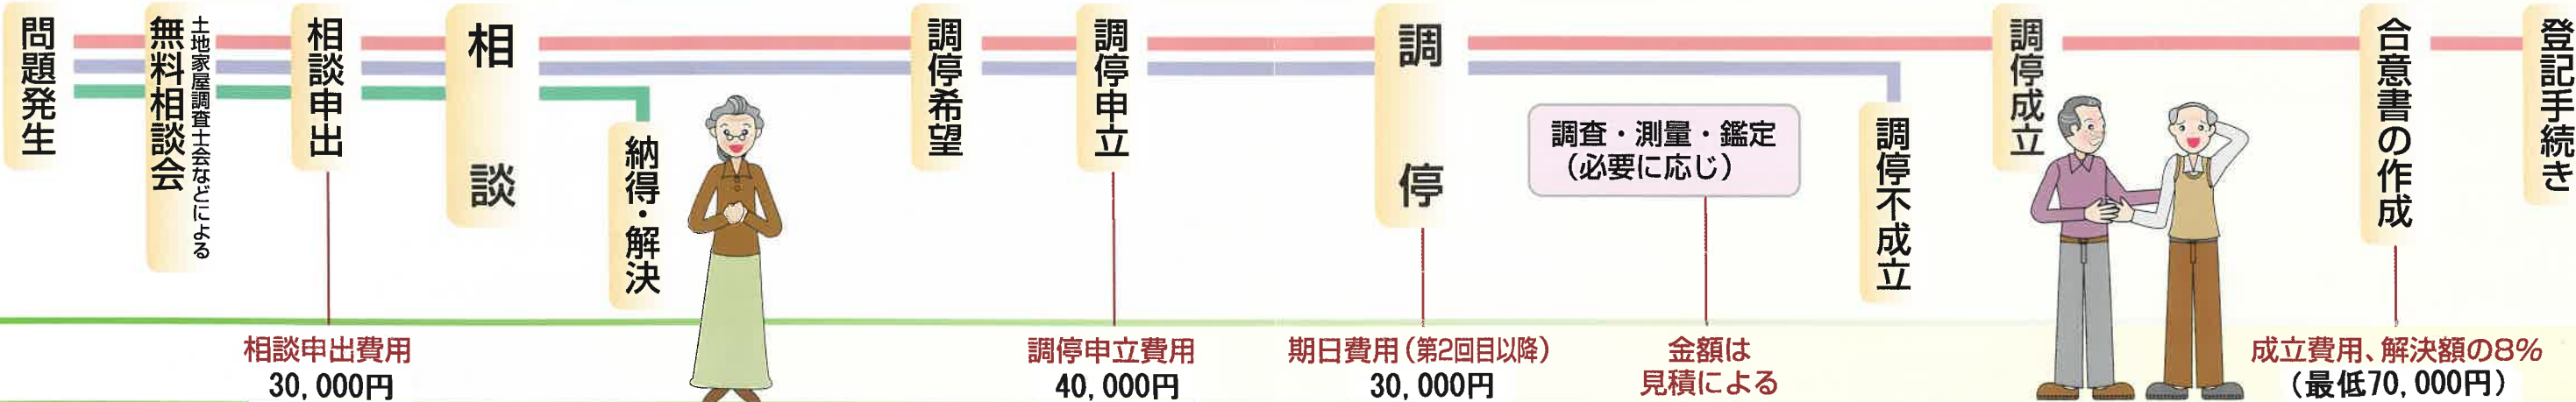 問題発生
土地家屋調査士会などによる
無料相談会
相談申出
相談
納得・解決
調停希望
調停申立
調停
調査・測量・鑑定
(必要に応じ)
調停不成立
調停成立
合意書の作成
登記手続き
相談申出費用
30,000円
調停申立費用
40,000円
期日費用(第2回目以降)
30,000円
金額は
見積による
成立費用、解決額の8%
(最低70,000円)